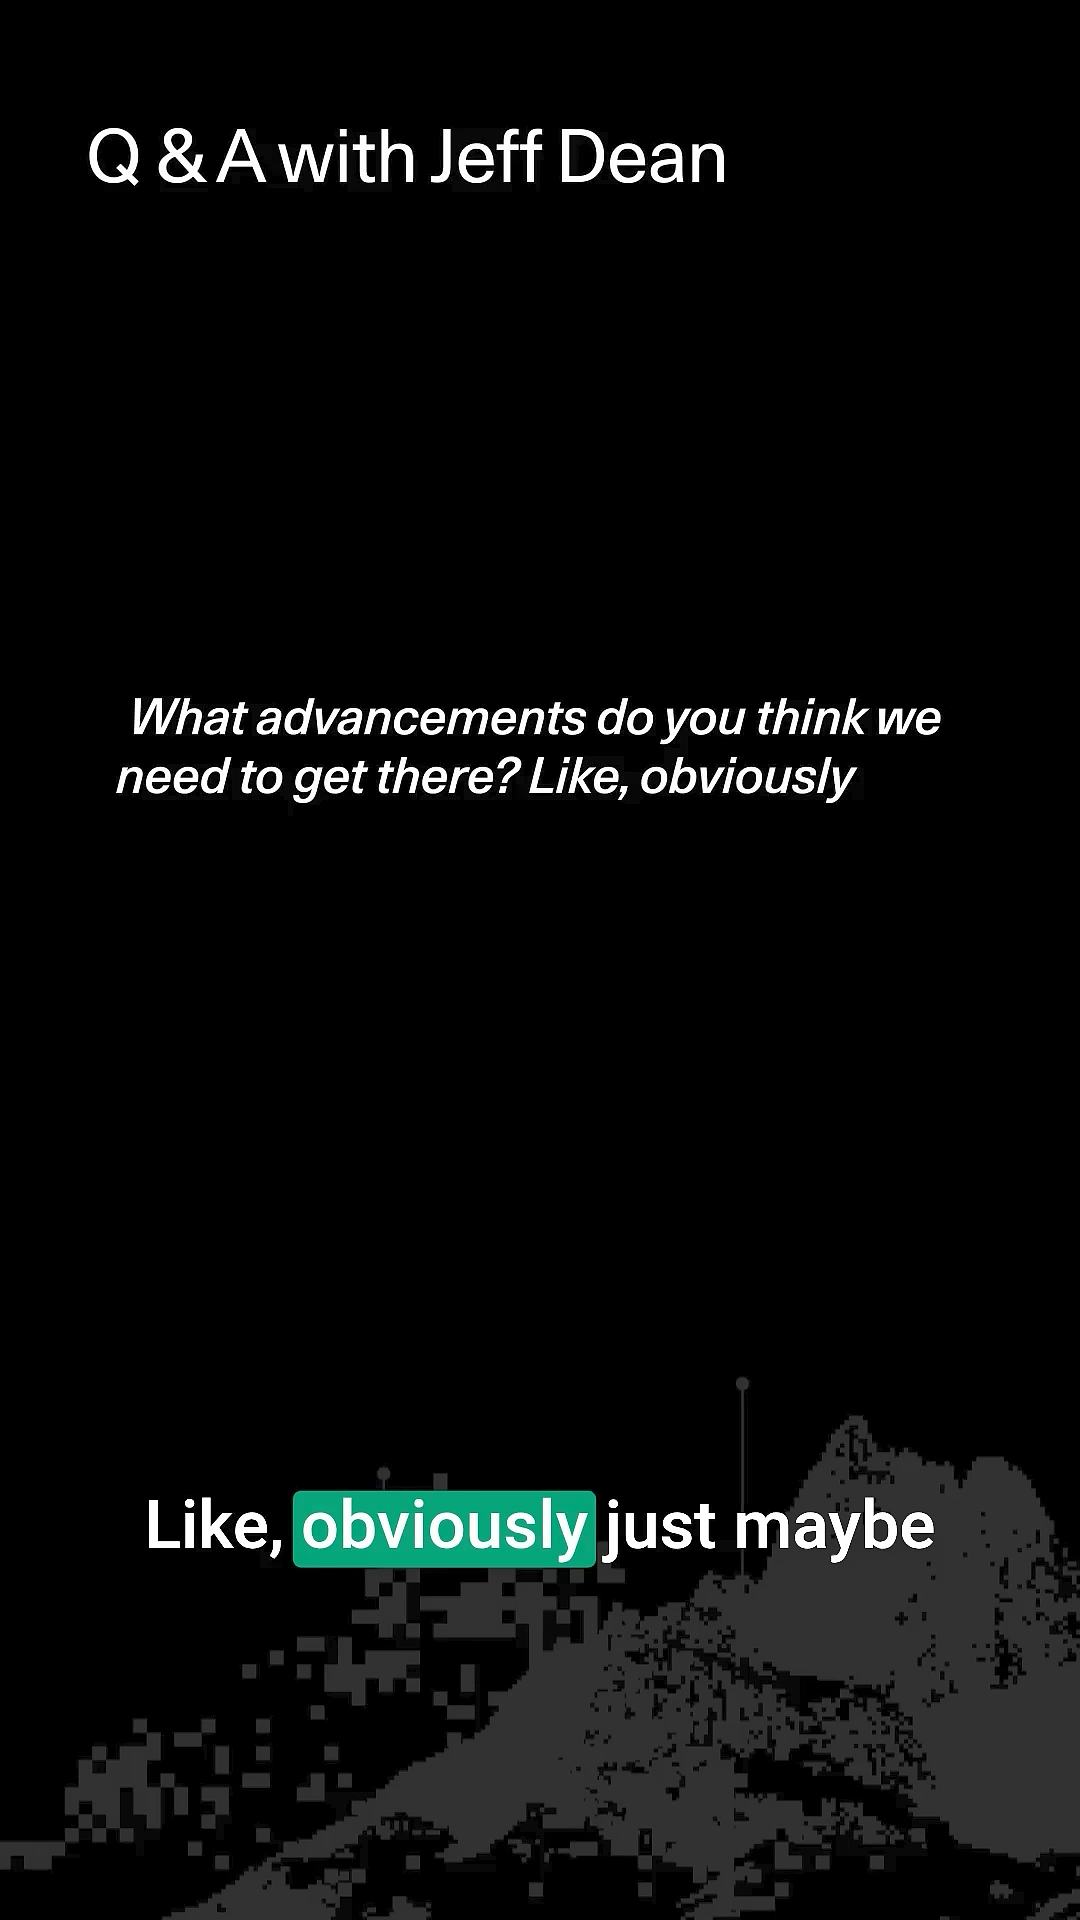 Q & A with Jeff Dean
What advancements do you think we
need to get there? Like, obviously
Like, obviously just maybe